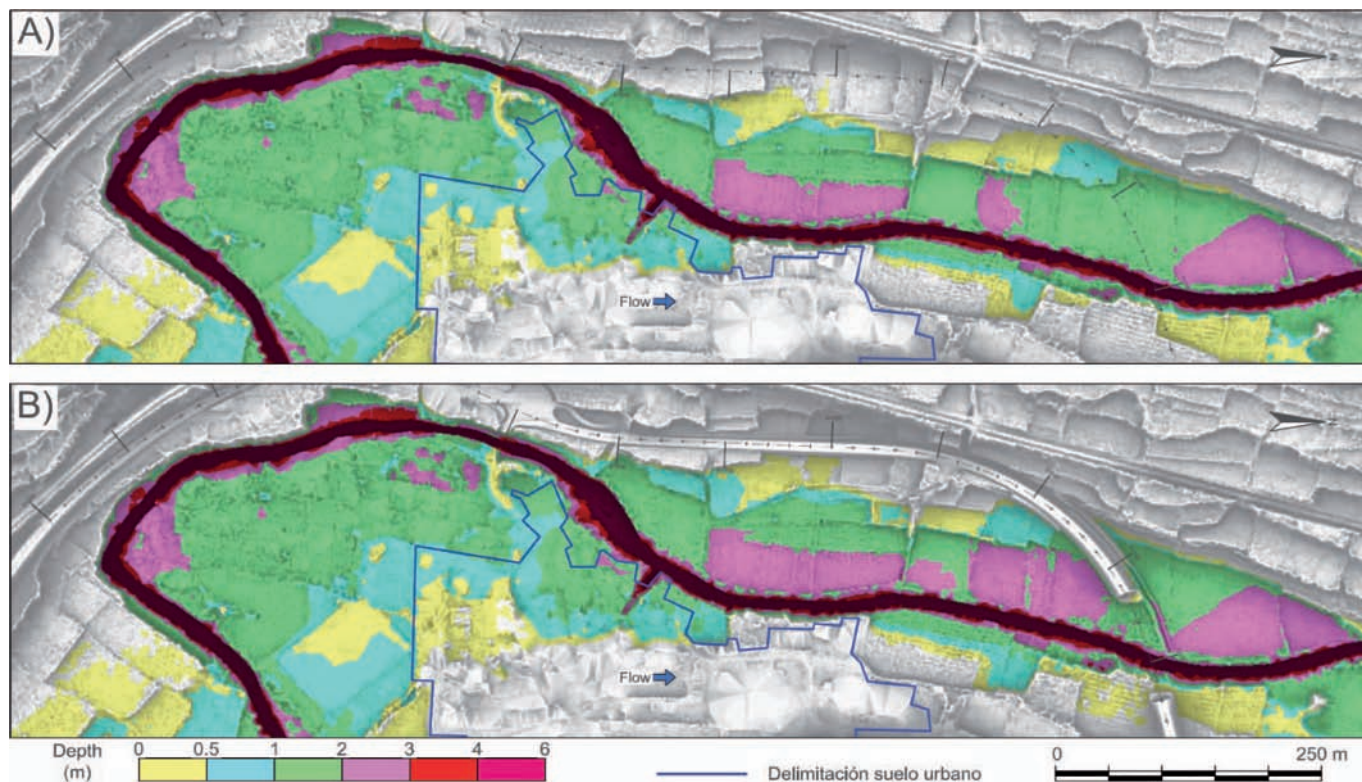 A)
Flow
B)
Flow
Depth (m)
0 0.5 1 2 3 4 6
Delimitación suelo urbano
0 250 m